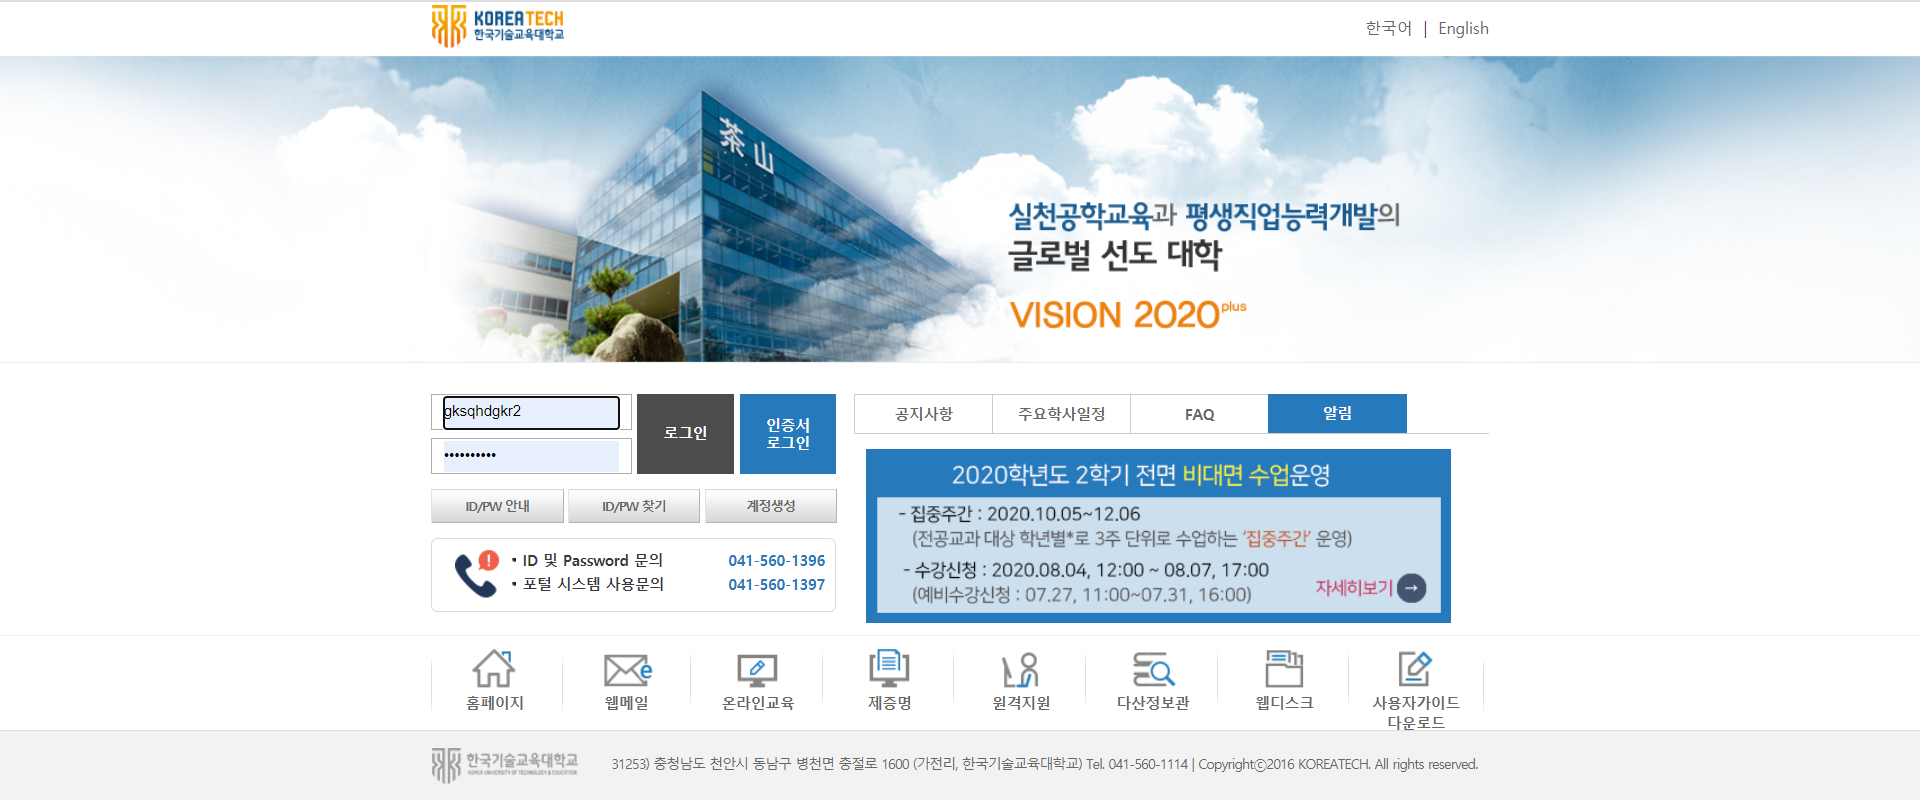 KOREATECH
한국기술교육대학교
한국어 | English
茶山
실천공학교육과 평생직업능력개발의
글로벌 선도 대학
VISION 2020plus
gksqhdgkr2
••••••••••
로그인
인증서
로그인
공지사항
주요학사일정
FAQ
알림
ID/PW 안내
ID/PW 찾기
계정생성
ID 및 Password 문의 041-560-1396
포털 시스템 사용문의 041-560-1397
2020학년도 2학기 전면 비대면 수업운영
- 집중주간 : 2020.10.05~12.06
(전공교과 대상 학년별*로 3주 단위로 수업하는 '집중주간' 운영)
- 수강신청 : 2020.08.04, 12:00 ~ 08.07, 17:00
(예비수강신청 : 07.27, 11:00~07.31, 16:00)
자세히보기
홈페이지
웹메일
온라인교육
제증명
원격지원
다산정보관
웹디스크
사용자가이드
다운로드
한국기술교육대학교
KOREA UNIVERSITY OF TECHNOLOGY & EDUCATION
31253) 충청남도 천안시 동남구 병천면 충절로 1600 (가전리, 한국기술교육대학교) Tel. 041-560-1114 | Copyrightⓒ2016 KOREATECH. All rights reserved.